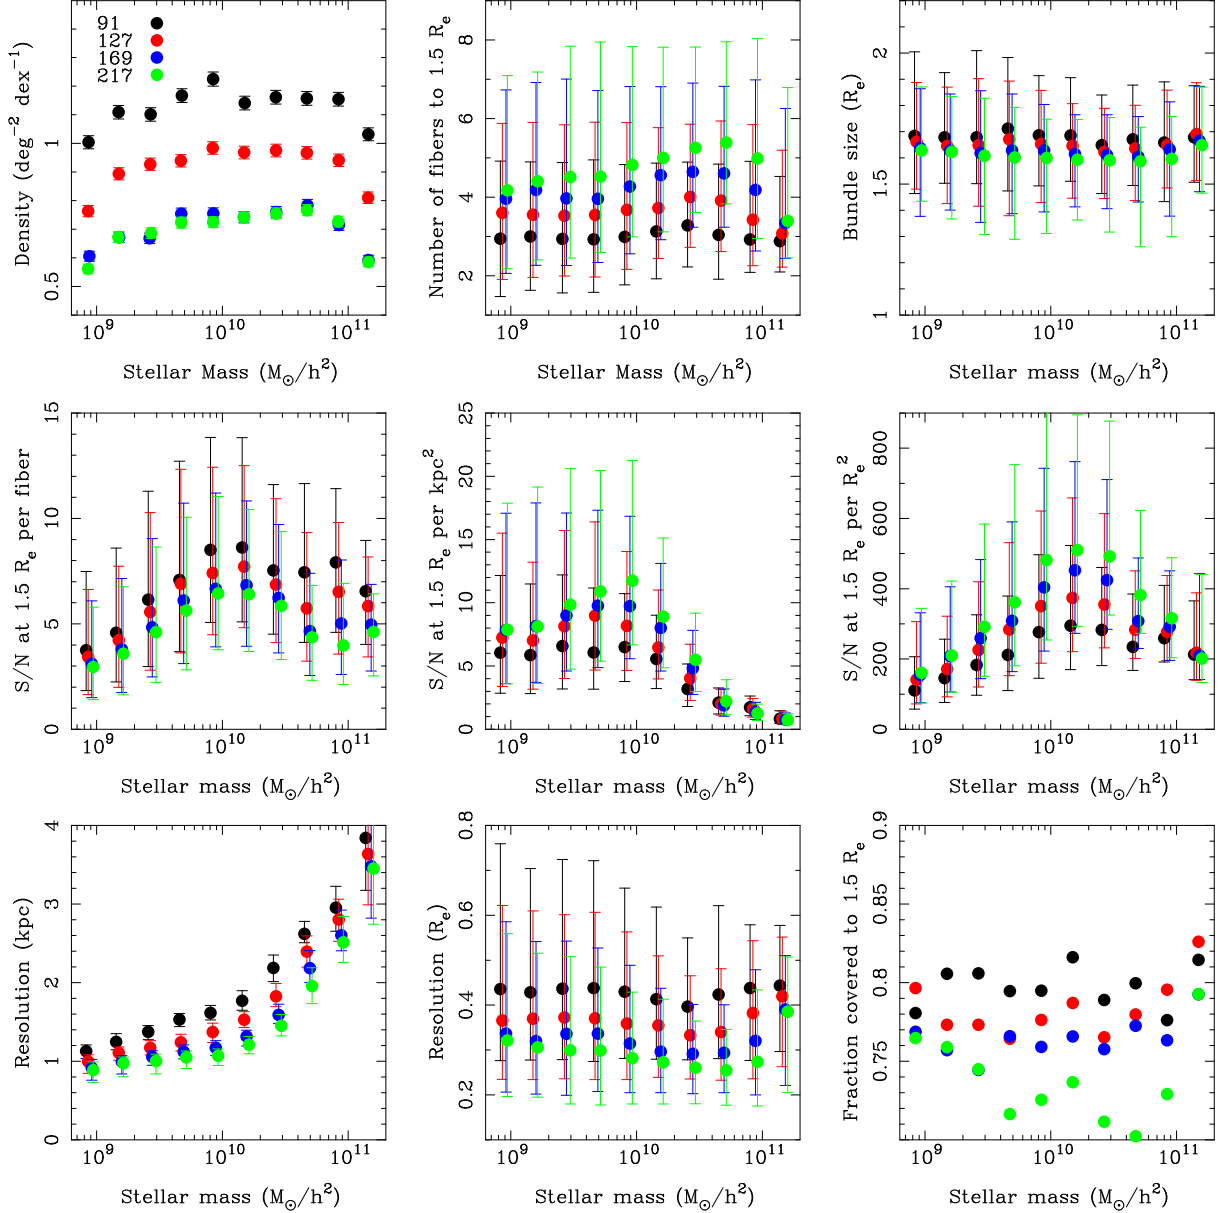 91
127
169
217
Density (deg⁻² dex⁻¹)
1
0.5
10⁹ 10¹⁰ 10¹¹
Stellar Mass (M⊙/h²)
Number of fibers to 1.5 Rₑ
8
6
4
2
10⁹ 10¹⁰ 10¹¹
Stellar Mass (M⊙/h²)
Bundle size (Rₑ)
2
1.5
1
10⁹ 10¹⁰ 10¹¹
Stellar mass (M⊙/h²)
S/N at 1.5 Rₑ per fiber
15
10
5
0
10⁹ 10¹⁰ 10¹¹
Stellar mass (M⊙/h²)
S/N at 1.5 Rₑ per kpc²
25
20
15
10
5
0
10⁹ 10¹⁰ 10¹¹
Stellar mass (M⊙/h²)
S/N at 1.5 Rₑ per Rₑ²
800
600
400
200
0
10⁹ 10¹⁰ 10¹¹
Stellar mass (M⊙/h²)
Resolution (kpc)
4
3
2
1
0
10⁹ 10¹⁰ 10¹¹
Stellar mass (M⊙/h²)
Resolution (Rₑ)
0.8
0.6
0.4
0.2
10⁹ 10¹⁰ 10¹¹
Stellar mass (M⊙/h²)
Fraction covered to 1.5 Rₑ
0.9
0.85
0.8
0.75
10⁹ 10¹⁰ 10¹¹
Stellar mass (M⊙/h²)